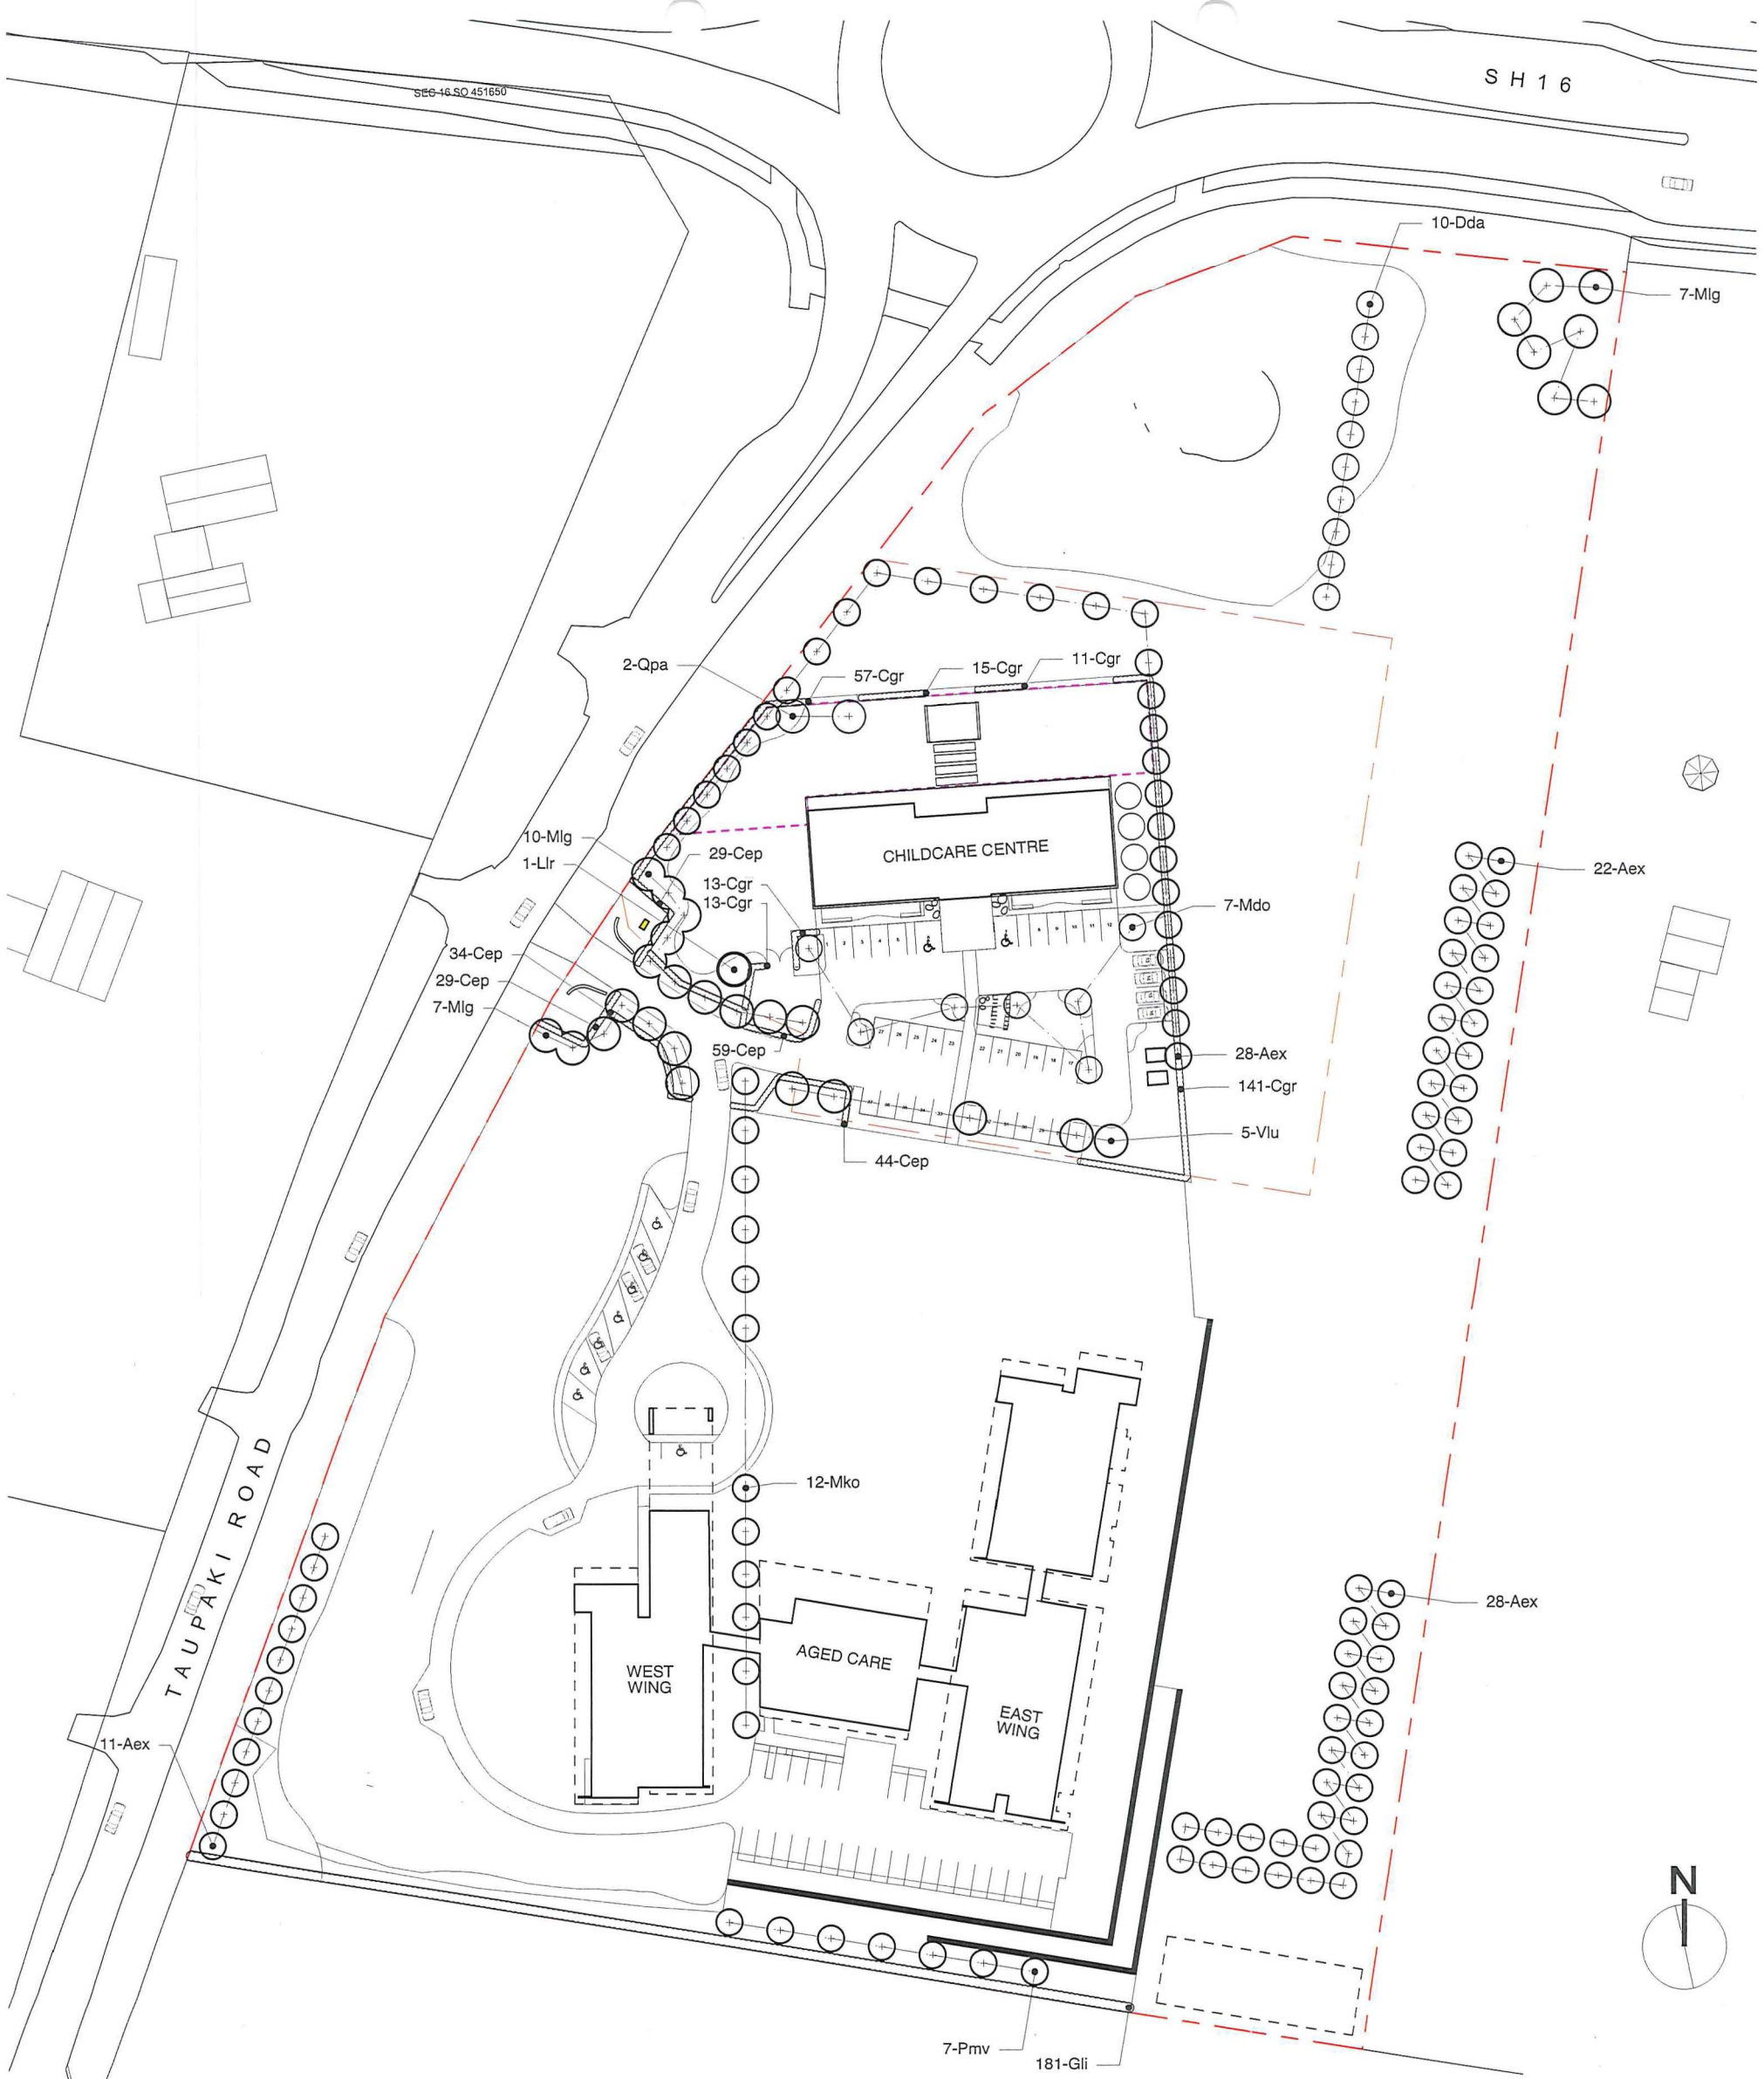 SEC 16 SO 451650
SH16
10-Dda
7-Mlg
2-Qpa
57-Cgr
15-Cgr
11-Cgr
10-Mlg
1-Llr
29-Cep
13-Cgr
13-Cgr
CHILDCARE CENTRE
22-Aex
7-Mdo
34-Cep
29-Cep
7-Mlg
59-Cep
28-Aex
141-Cgr
5-Vlu
44-Cep
TAUPAKI ROAD
12-Mko
28-Aex
WEST
WING
AGED CARE
EAST
WING
11-Aex
N
7-Pmv
181-Gli